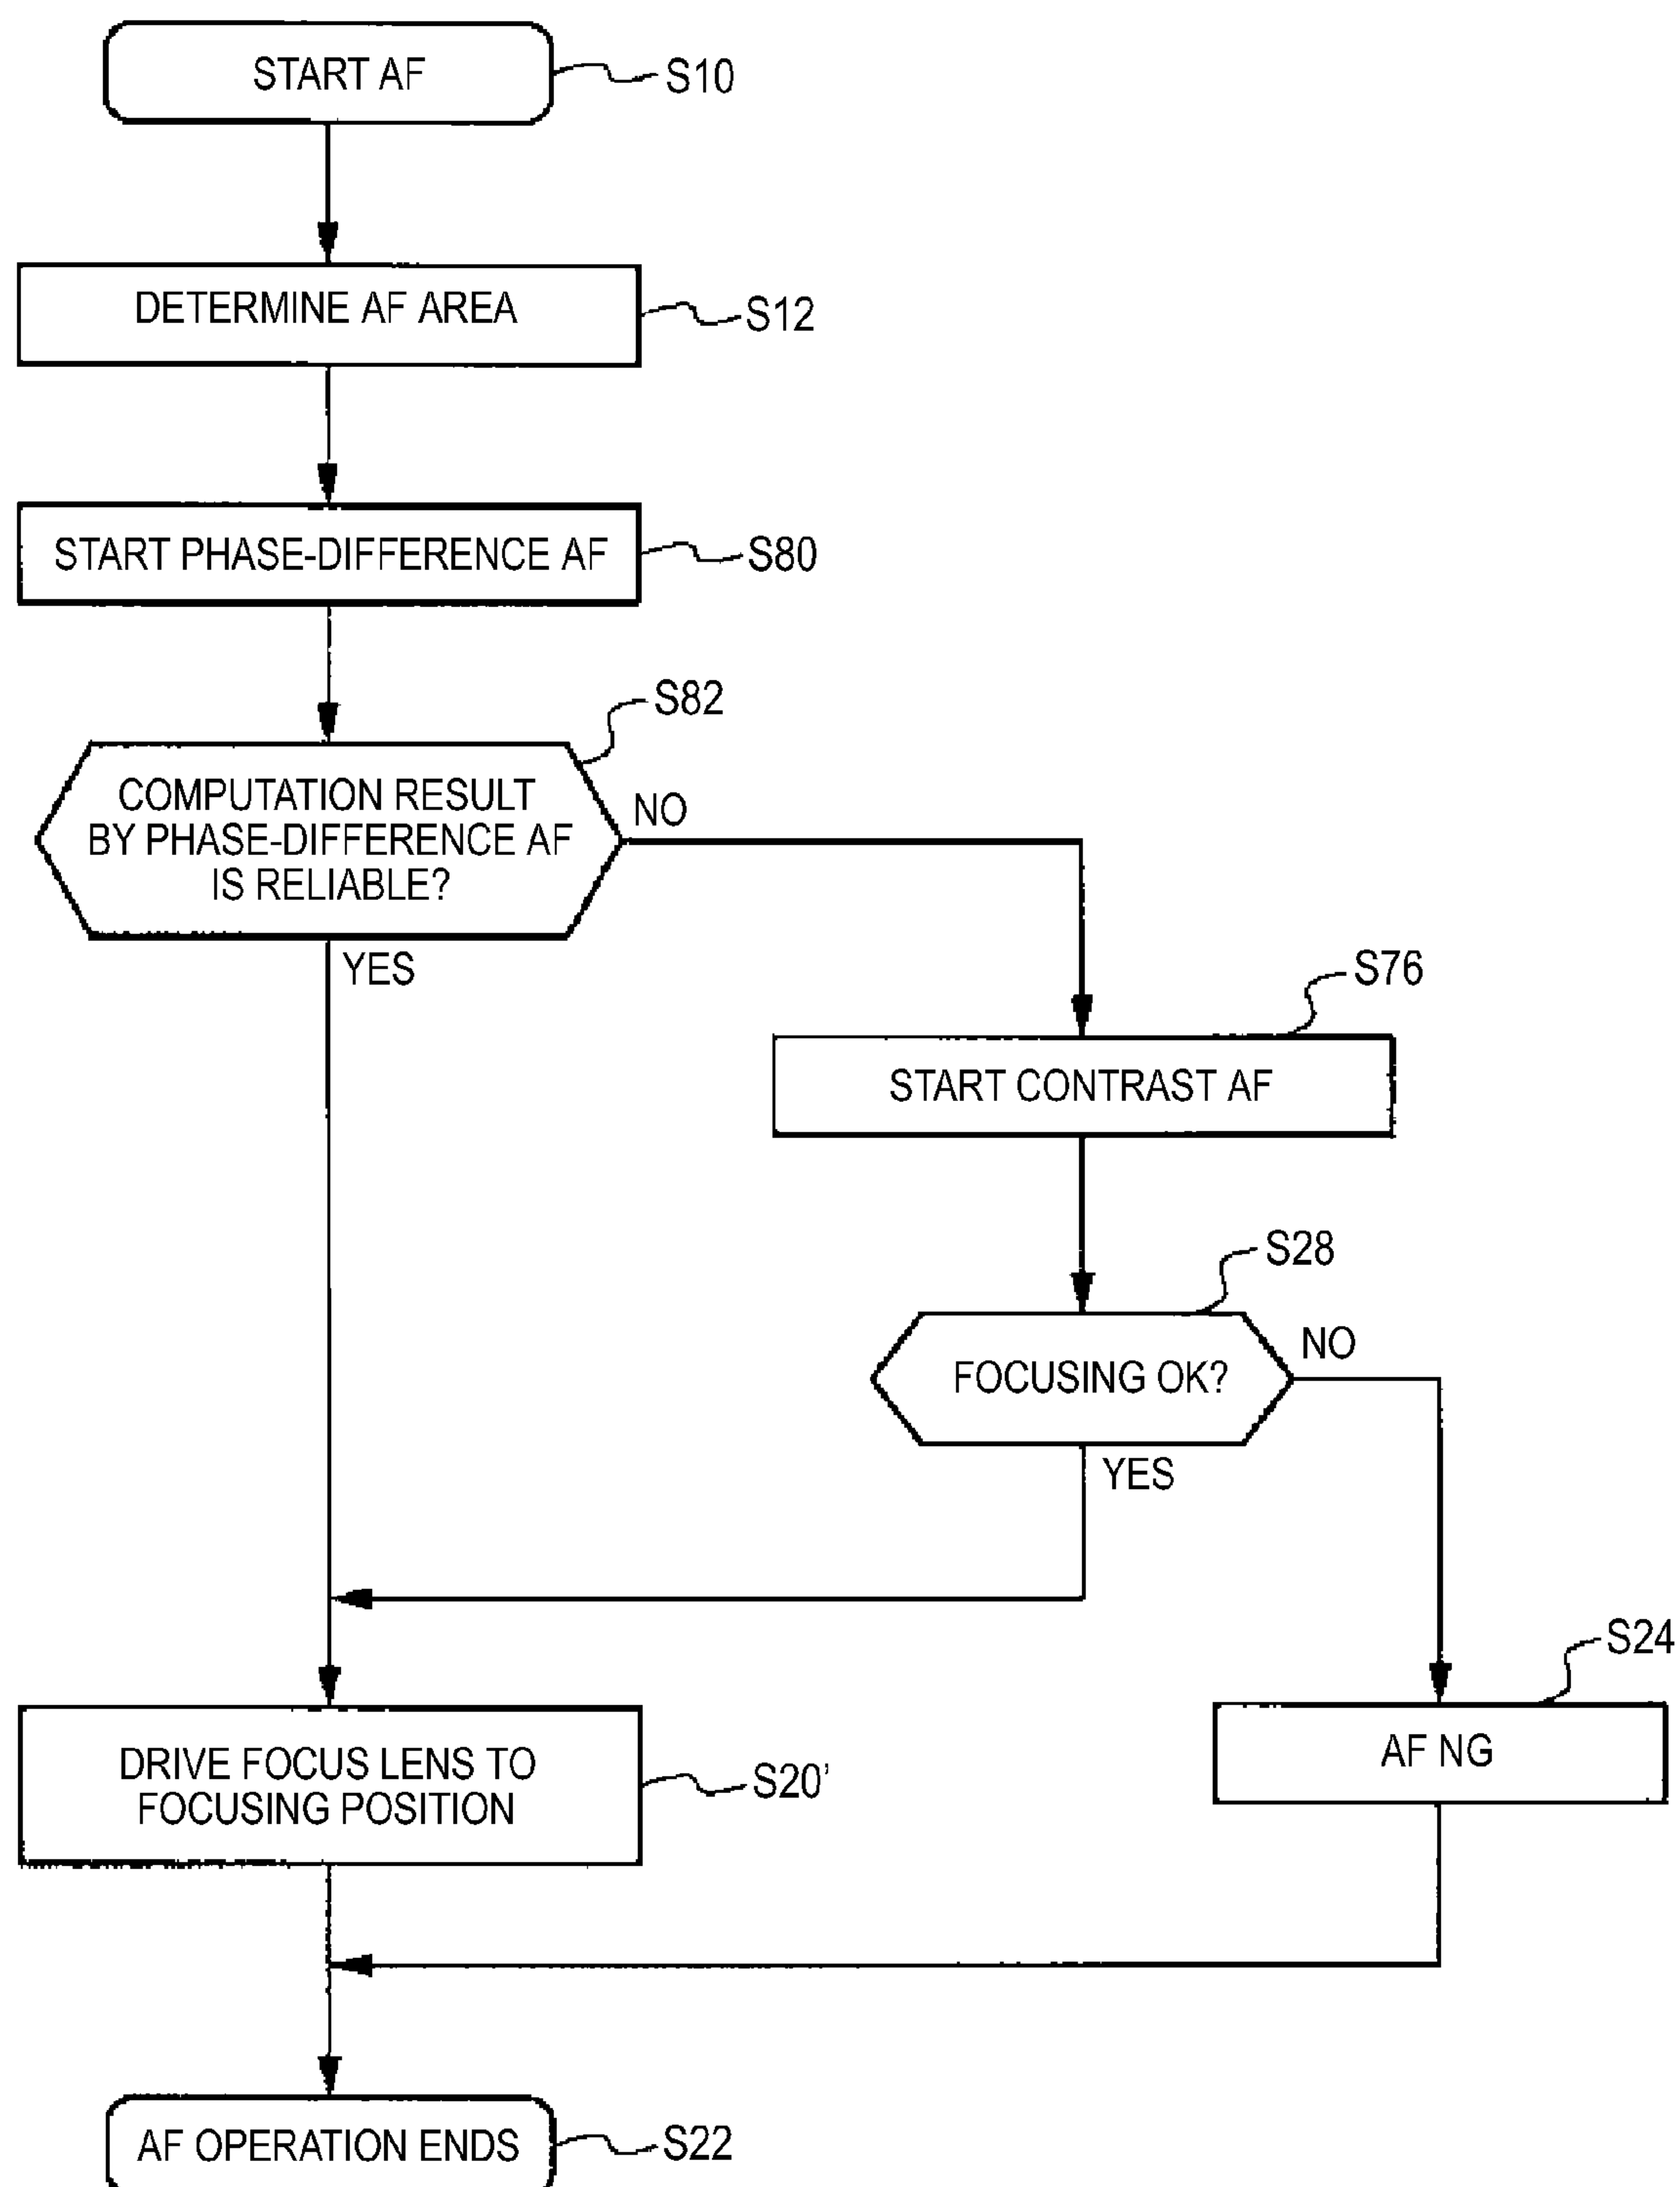 START AF
S10
DETERMINE AF AREA
S12
START PHASE-DIFFERENCE AF
S80
S82
COMPUTATION RESULT
BY PHASE-DIFFERENCE AF
IS RELIABLE?
NO
YES
S76
START CONTRAST AF
S28
FOCUSING OK?
NO
YES
S24
AF NG
DRIVE FOCUS LENS TO
FOCUSING POSITION
S20'
AF OPERATION ENDS
S22